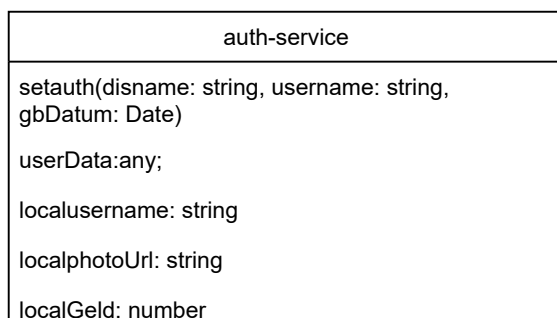 auth-service
setauth(disname: string, username: string,
gbDatum: Date)
userData:any;
localusername: string
localphotoUrl: string
localGeld: number